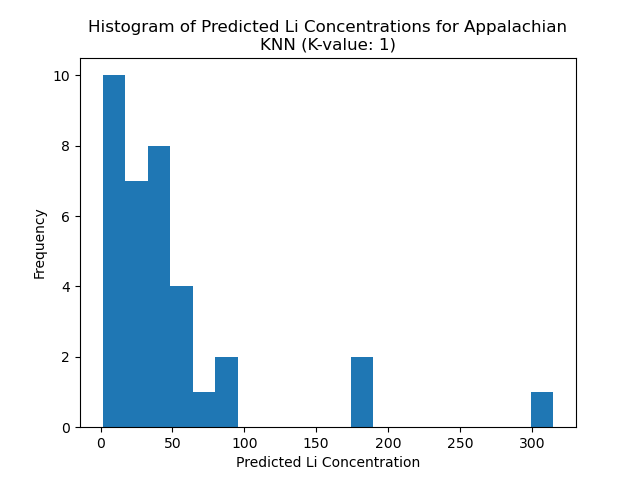 Histogram of Predicted Li Concentrations for Appalachian
KNN (K-value: 1)
10
8
6
4
2
0
Frequency
0 50 100 150 200 250 300
Predicted Li Concentration